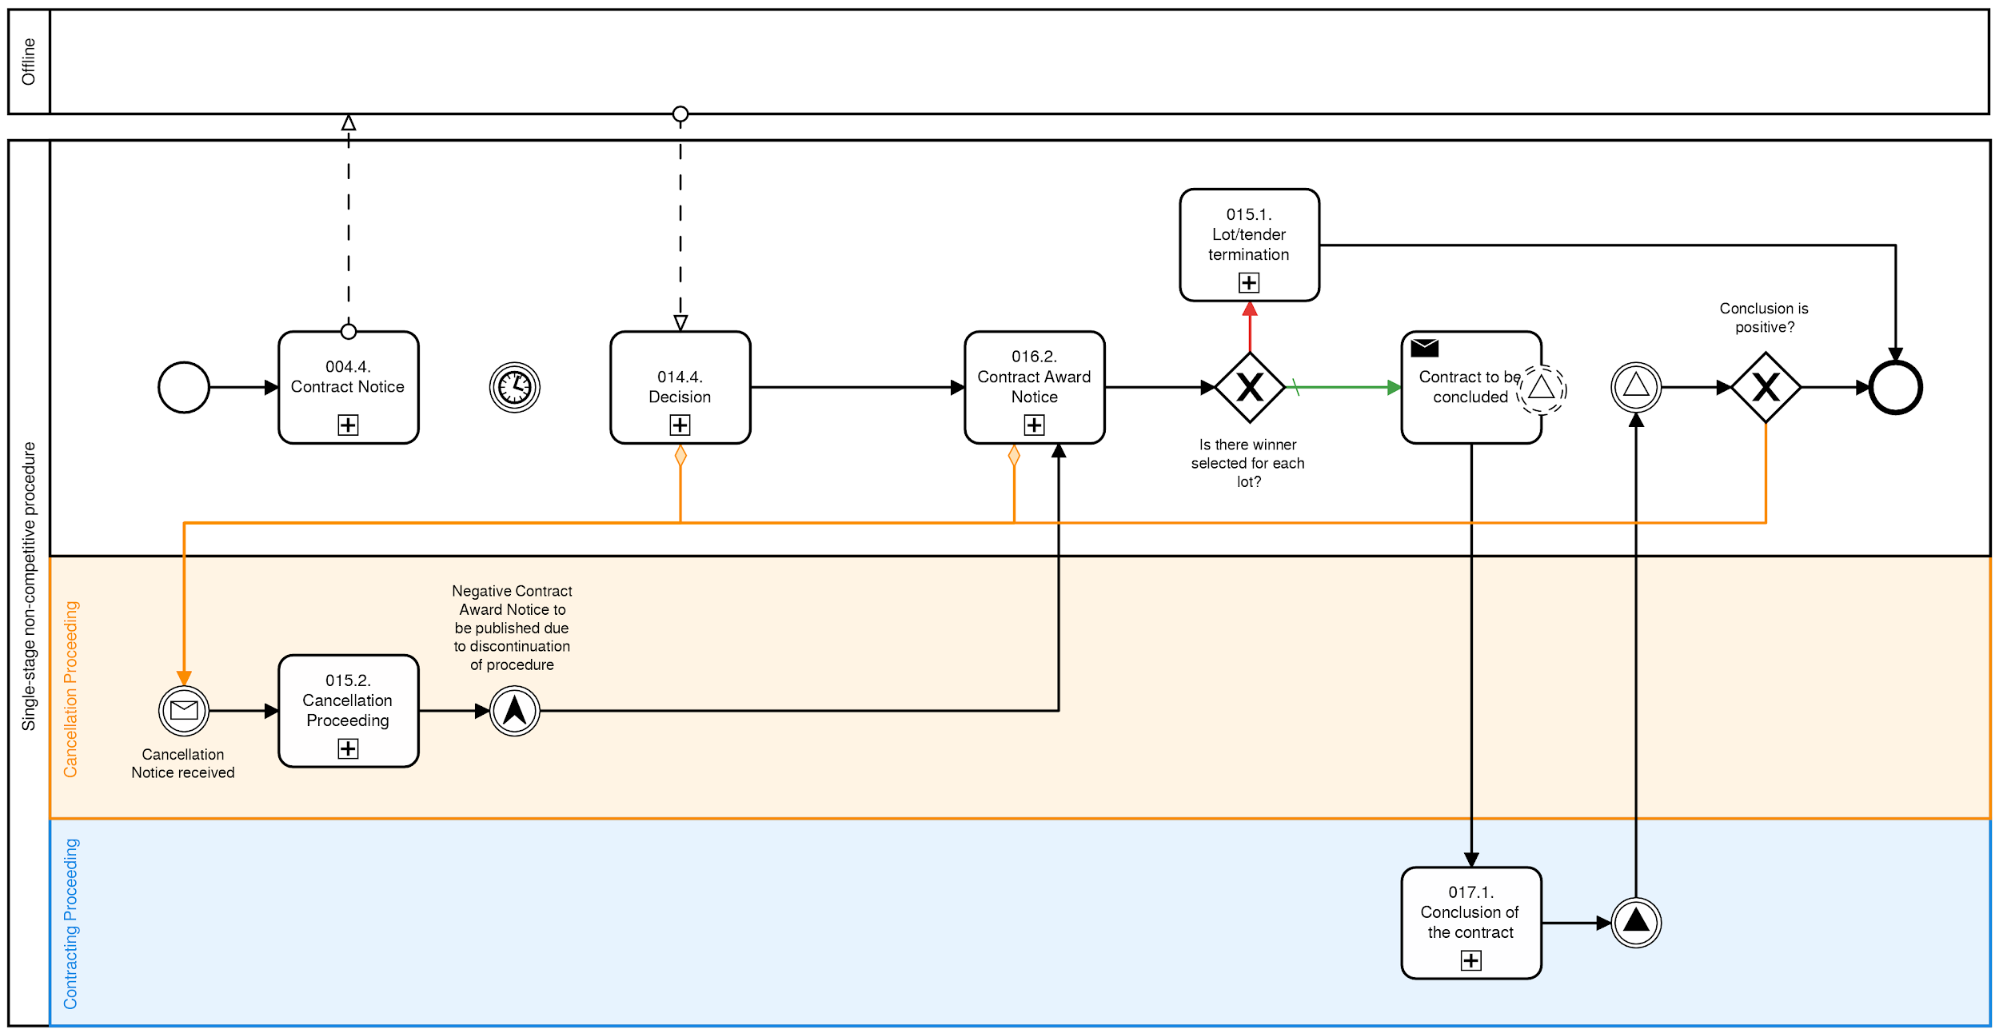 Offline
Single-stage non-competitive procedure
004.4.
Contract Notice
014.4.
Decision
016.2.
Contract Award
Notice
015.1.
Lot/tender
termination
Is there winner
selected for each
lot?
Contract to be
concluded
Conclusion is
positive?
Cancellation Proceeding
Cancellation
Notice received
015.2.
Cancellation
Proceeding
Negative Contract
Award Notice to
be published due
to discontinuation
of procedure
Contracting Proceeding
017.1.
Conclusion of
the contract